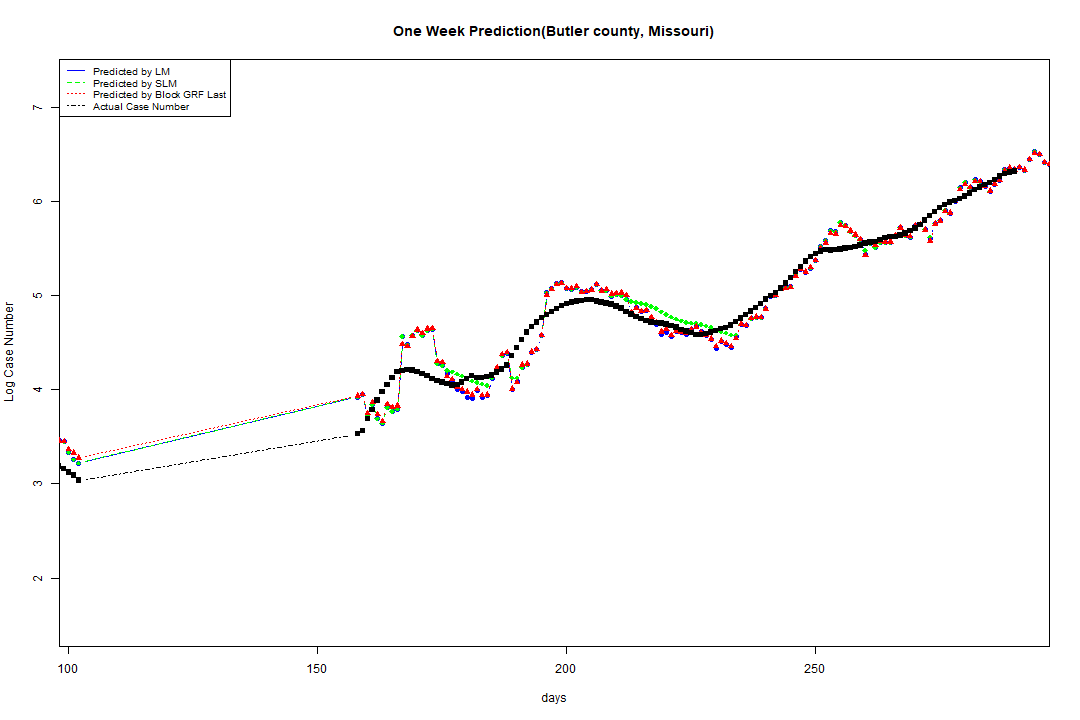 One Week Prediction(Butler county, Missouri)
Predicted by LM
Predicted by SLM
Predicted by Block GRF Last
Actual Case Number
Log Case Number
7
6
5
4
3
2
100 150 200 250
days